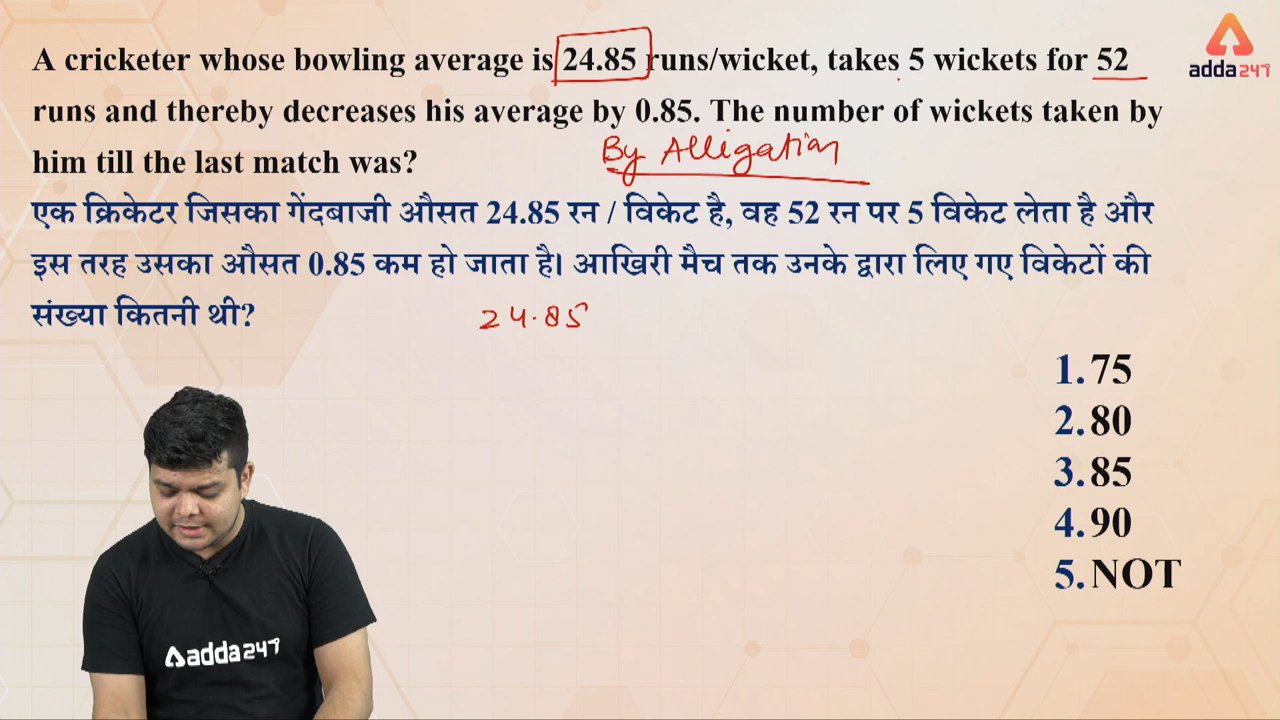 A cricketer whose bowling average is 24.85 runs/wicket, takes 5 wickets for 52
runs and thereby decreases his average by 0.85. The number of wickets taken by
him till the last match was?
By Alligation
एक क्रिकेटर जिसका गेंदबाजी औसत 24.85 रन / विकेट है, वह 52 रन पर 5 विकेट लेता है और
इस तरह उसका औसत 0.85 कम हो जाता है। आखिरी मैच तक उनके द्वारा लिए गए विकेटों की
संख्या कितनी थी?
24.85
1. 75
2. 80
3. 85
4. 90
5. NOT
adda247
adda247